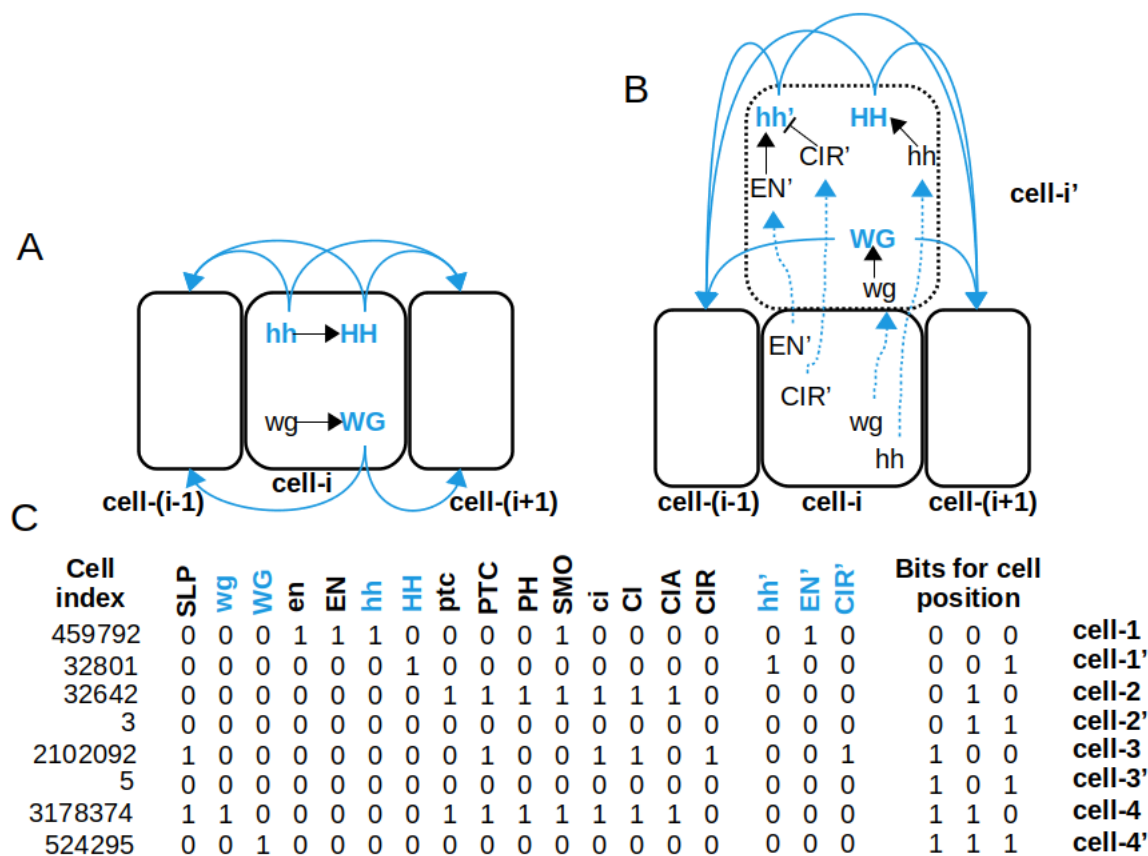 A
hh HH
wg WG
cell-i
cell-(i-1) cell-(i+1)
B
hh’ HH
CIR’ hh
EN’
WG
wg
cell-i’
EN’
CIR’
wg
hh
cell-(i-1) cell-i cell-(i+1)
C
Cell index SLP wg WG en EN hh HH ptc PTC PH SMO ci CI CIA CIR hh’ EN’ CIR’ Bits for cell position
459792 0 0 0 1 1 1 0 0 0 0 1 0 0 0 0 0 1 0 0 0 0 cell-1
32801 0 0 0 0 0 0 1 0 0 0 0 0 0 0 0 1 0 0 0 0 1 cell-1’
32642 0 0 0 0 0 0 0 1 1 1 1 1 1 1 0 0 0 0 0 1 0 cell-2
3 0 0 0 0 0 0 0 0 0 0 0 0 0 0 0 0 0 0 0 1 1 cell-2’
2102092 1 0 0 0 0 0 0 0 1 0 0 1 1 0 1 0 0 1 1 0 0 cell-3
5 0 0 0 0 0 0 0 0 0 0 0 0 0 0 0 0 0 0 1 0 1 cell-3’
3178374 1 1 0 0 0 0 0 1 1 1 1 1 1 1 0 0 0 0 1 1 0 cell-4
524295 0 0 1 0 0 0 0 0 0 0 0 0 0 0 0 0 0 0 1 1 1 cell-4’